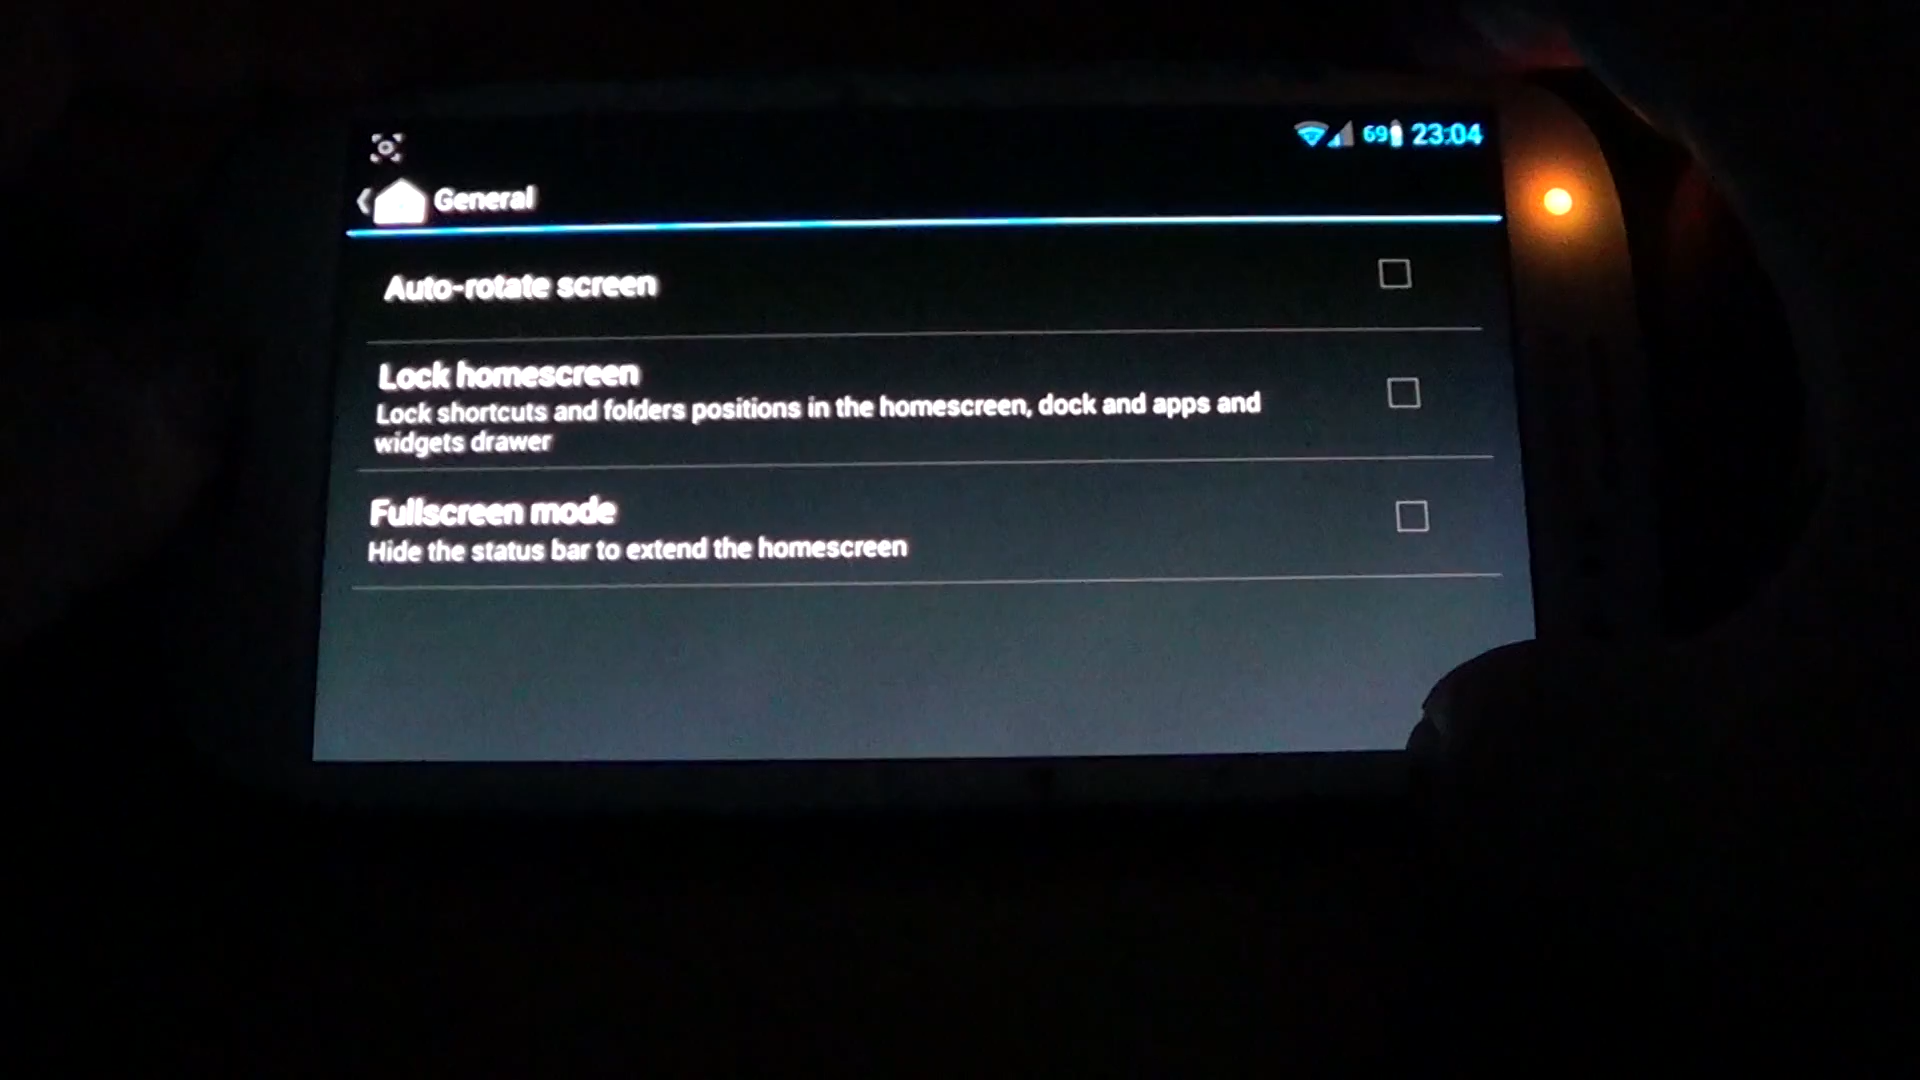 69 23:04
General
Auto-rotate screen
Lock homescreen
Lock shortcuts and folders positions in the homescreen, dock and apps and
widgets drawer
Fullscreen mode
Hide the status bar to extend the homescreen